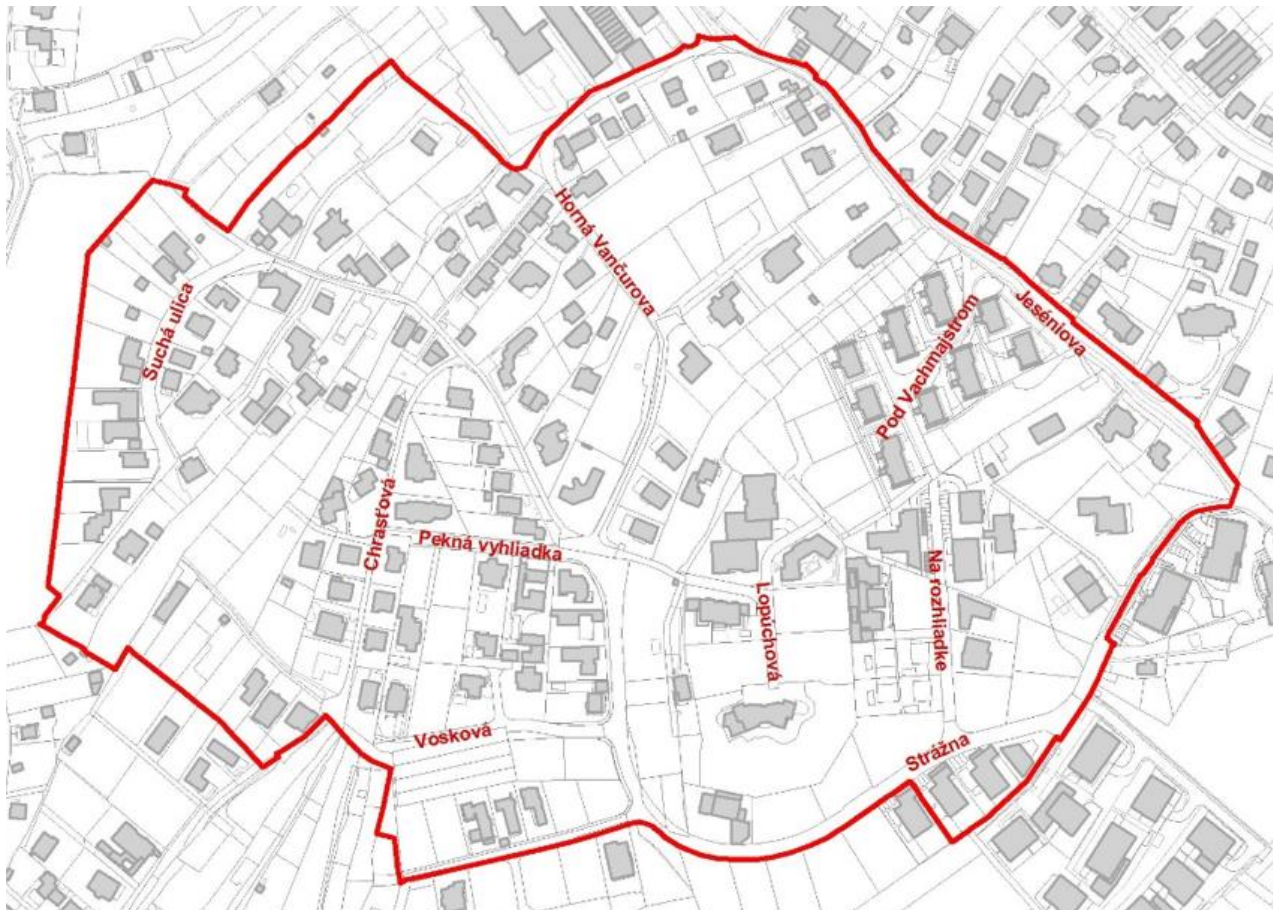 Horná Vančurova
Suchá ulica
Jeséniova
Pod Vachmajstrom
Chrasťová
Pekná vyhliadka
Lopúchová
Na rozhliadke
Vosková
Strážna